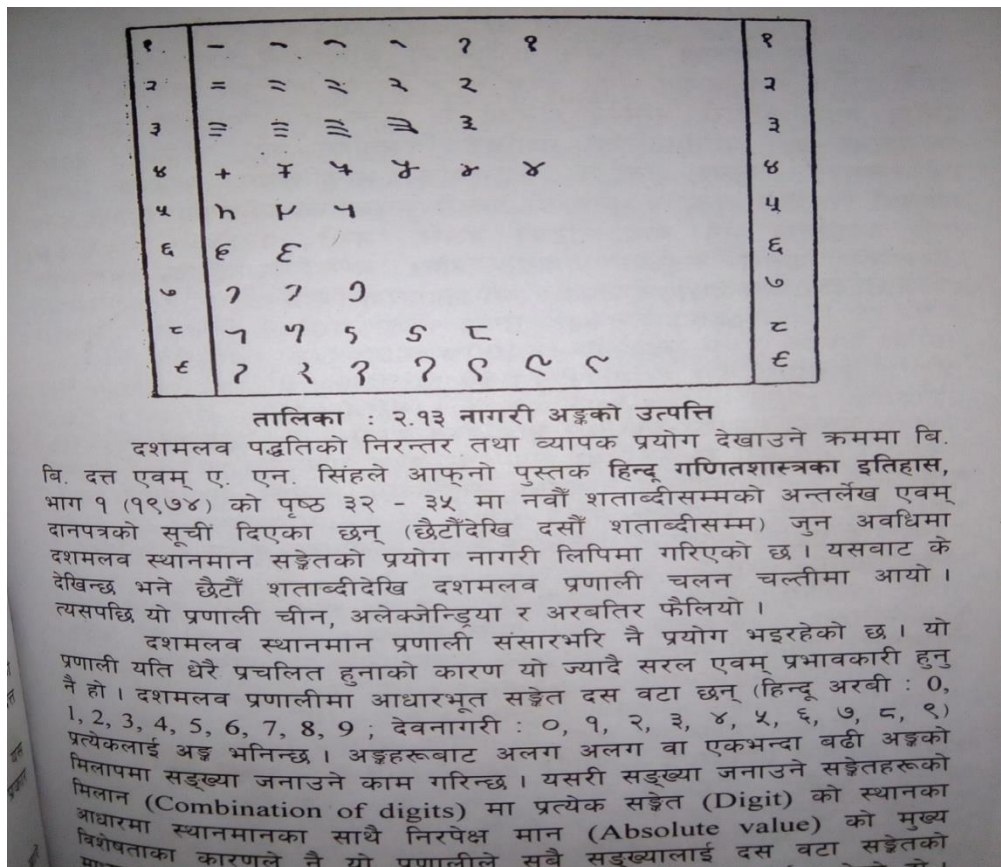 १ १
२ २
३ ३
४ ४
५ ५
६ ६
७ ७
८ ८
९ ९
तालिका : २.१३ नागरी अङ्कको उत्पत्ति
दशमलव पद्धतिको निरन्तर तथा व्यापक प्रयोग देखाउने क्रममा बि.
बि. दत्त एवम् ए. एन. सिंहले आफ्नो पुस्तक हिन्दू गणितशास्त्रका इतिहास,
भाग १ (१९७४) को पृष्ठ ३२ - ३५ मा नवौं शताब्दीसम्मको अन्तर्लेख एवम्
दानपत्रको सूची दिएका छन् (छैटौंदेखि दसौं शताब्दीसम्म) जुन अवधिमा
दशमलव स्थानमान सङ्केतको प्रयोग नागरी लिपिमा गरिएको छ । यसबाट के
देखिन्छ भने छैटौं शताब्दीदेखि दशमलव प्रणाली चलन चल्तीमा आयो ।
त्यसपछि यो प्रणाली चीन, अलेक्जेन्ड्रिया र अरबतिर फैलियो ।
दशमलव स्थानमान प्रणाली संसारभरि नै प्रयोग भइरहेको छ । यो
प्रणाली यति धेरै प्रचलित हुनाको कारण यो ज्यादै सरल एवम् प्रभावकारी हुनु
नै हो । दशमलव प्रणालीमा आधारभूत सङ्केत दस वटा छन् (हिन्दू अरबी : 0,
1, 2, 3, 4, 5, 6, 7, 8, 9 ; देवनागरी : ०, १, २, ३, ४, ५, ६, ७, ८, ९)
प्रत्येकलाई अङ्क भनिन्छ । अङ्कहरूबाट अलग अलग वा एकभन्दा बढी अङ्कको
मिलापमा सङ्ख्या जनाउने काम गरिन्छ । यसरी सङ्ख्या जनाउने सङ्केतहरूको
मिलान (Combination of digits) मा प्रत्येक सङ्केत (Digit) को स्थानका
आधारमा स्थानमानका साथै निरपेक्ष मान (Absolute value) को मुख्य
विशेषताका कारणले नै यो प्रणालीले सबै सङ्ख्यालाई दस वटा सङ्केतको